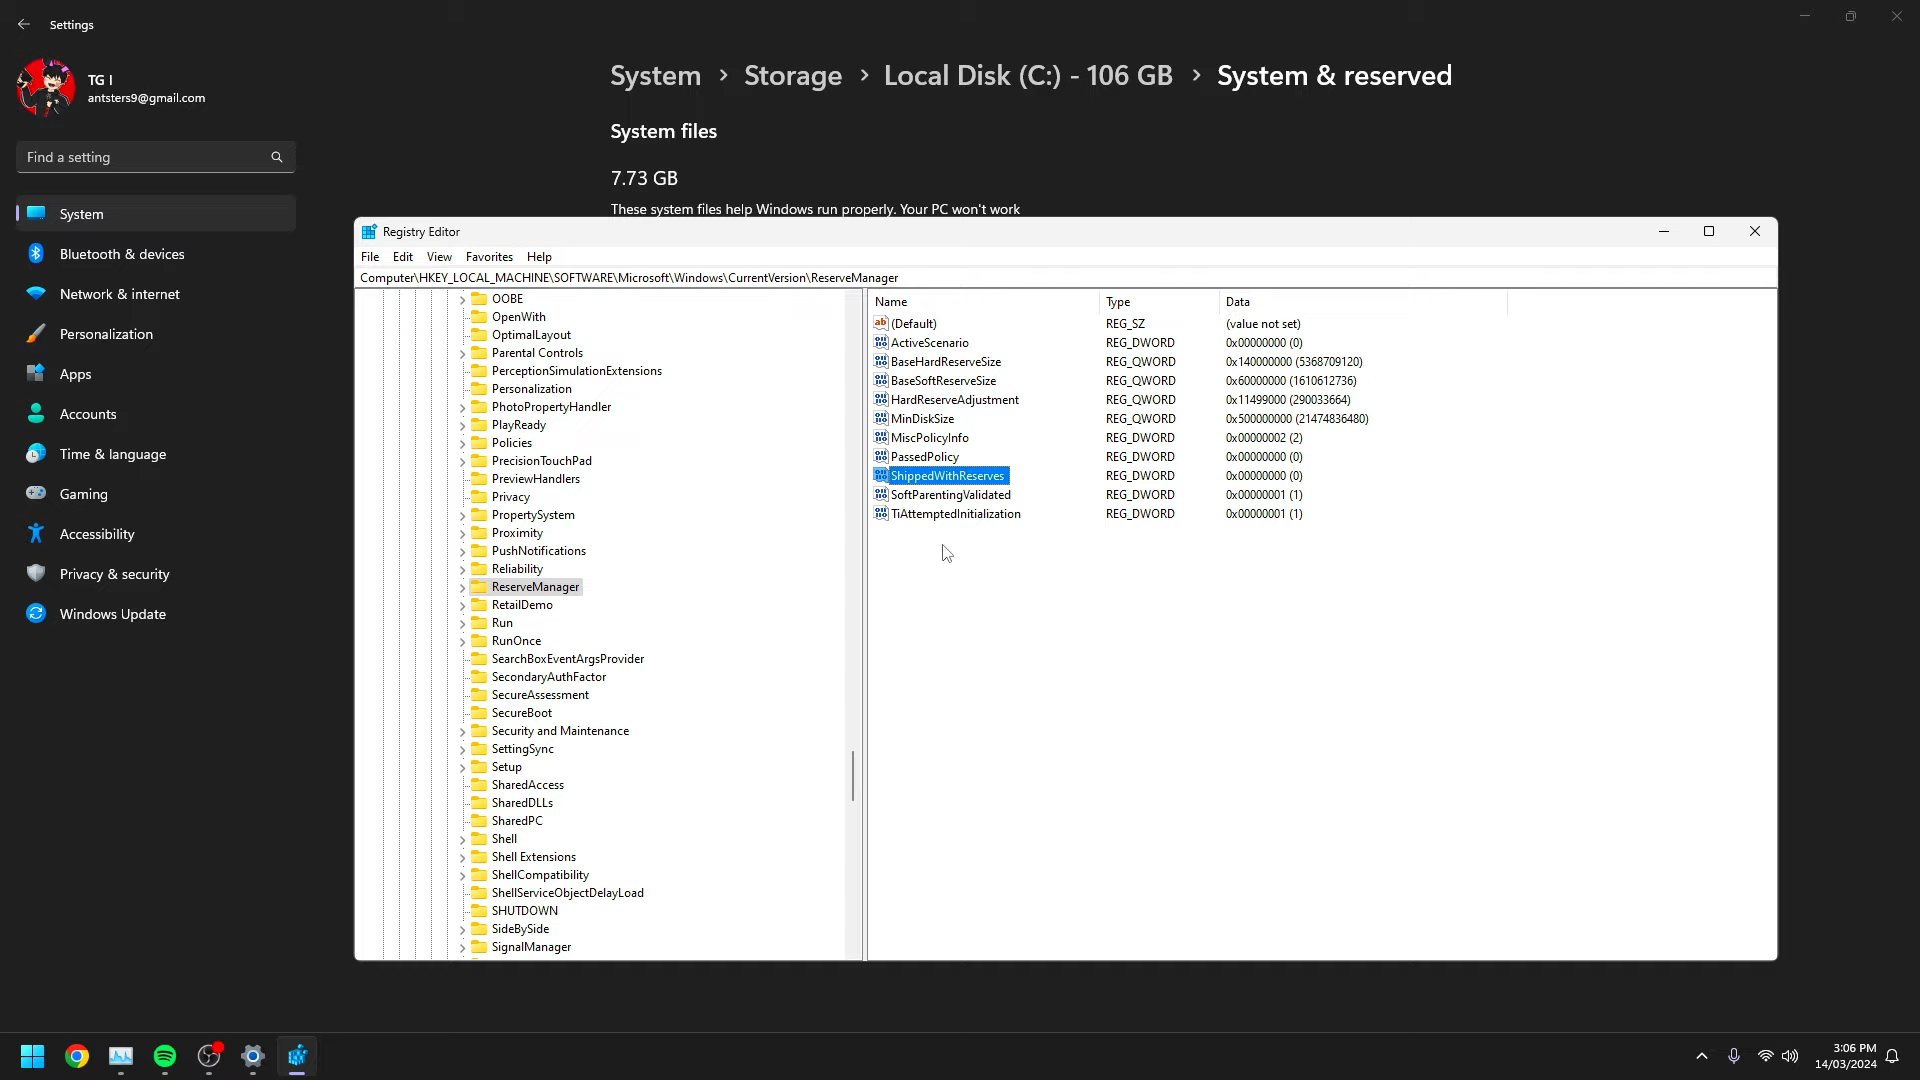 Settings
TG I
antsters9@gmail.com
Find a setting
System
Bluetooth & devices
Network & internet
Personalization
Apps
Accounts
Time & language
Gaming
Accessibility
Privacy & security
Windows Update
System > Storage > Local Disk (C:) - 106 GB > System & reserved
System files
7.73 GB
These system files help Windows run properly. Your PC won't work
Registry Editor
File Edit View Favorites Help
Computer\HKEY_LOCAL_MACHINE\SOFTWARE\Microsoft\Windows\CurrentVersion\ReserveManager
OOBE
OpenWith
OptimalLayout
Parental Controls
PerceptionSimulationExtensions
Personalization
PhotoPropertyHandler
PlayReady
Policies
PrecisionTouchPad
PreviewHandlers
Privacy
PropertySystem
Proximity
PushNotifications
Reliability
ReserveManager
RetailDemo
Run
RunOnce
SearchBoxEventArgsProvider
SecondaryAuthFactor
SecureAssessment
SecureBoot
Security and Maintenance
SettingSync
Setup
SharedAccess
SharedDLLs
SharedPC
Shell
Shell Extensions
ShellCompatibility
ShellServiceObjectDelayLoad
SHUTDOWN
SideBySide
SignalManager
Name Type Data
(Default) REG_SZ (value not set)
ActiveScenario REG_DWORD 0x00000000 (0)
BaseHardReserveSize REG_QWORD 0x140000000 (5368709120)
BaseSoftReserveSize REG_QWORD 0x60000000 (1610612736)
HardReserveAdjustment REG_QWORD 0x11499000 (290033664)
MinDiskSize REG_QWORD 0x500000000 (21474836480)
MiscPolicyInfo REG_DWORD 0x00000002 (2)
PassedPolicy REG_DWORD 0x00000000 (0)
ShippedWithReserves REG_DWORD 0x00000000 (0)
SoftParentingValidated REG_DWORD 0x00000001 (1)
TiAttemptedInitialization REG_DWORD 0x00000001 (1)
3:06 PM
14/03/2024